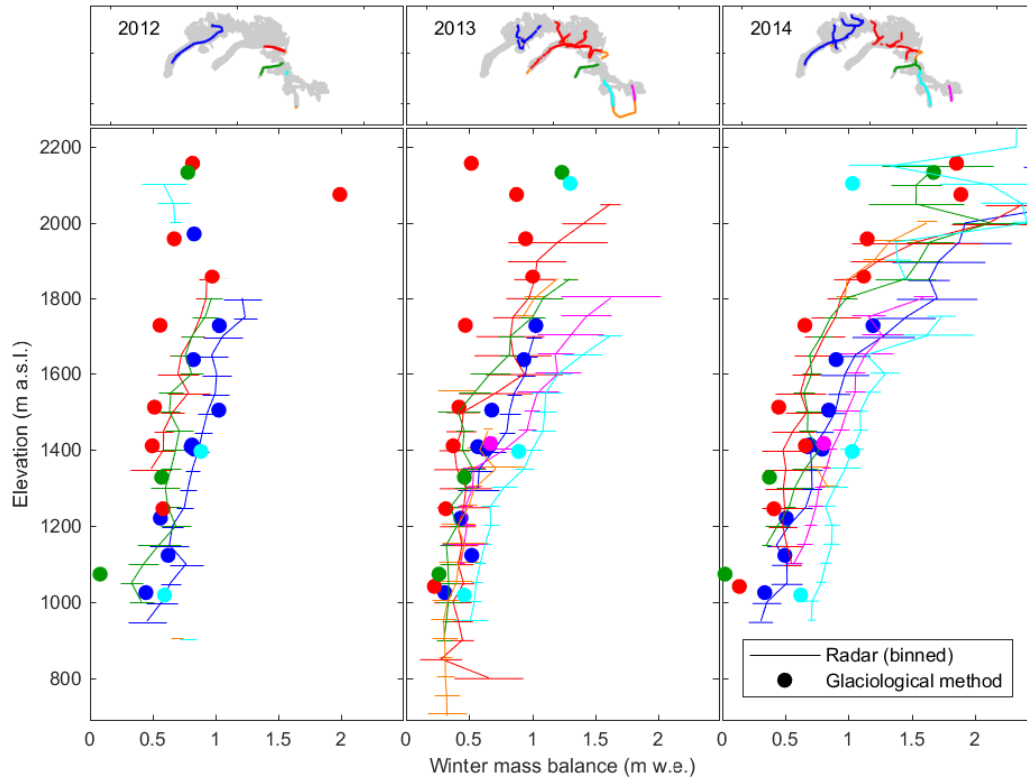 2012
2013
2014
2200
2000
1800
1600
1400
1200
1000
800
Elevation (m a.s.l.)
Radar (binned)
Glaciological method
0 0.5 1 1.5 2 0 0.5 1 1.5 2 0 0.5 1 1.5 2
Winter mass balance (m w.e.)